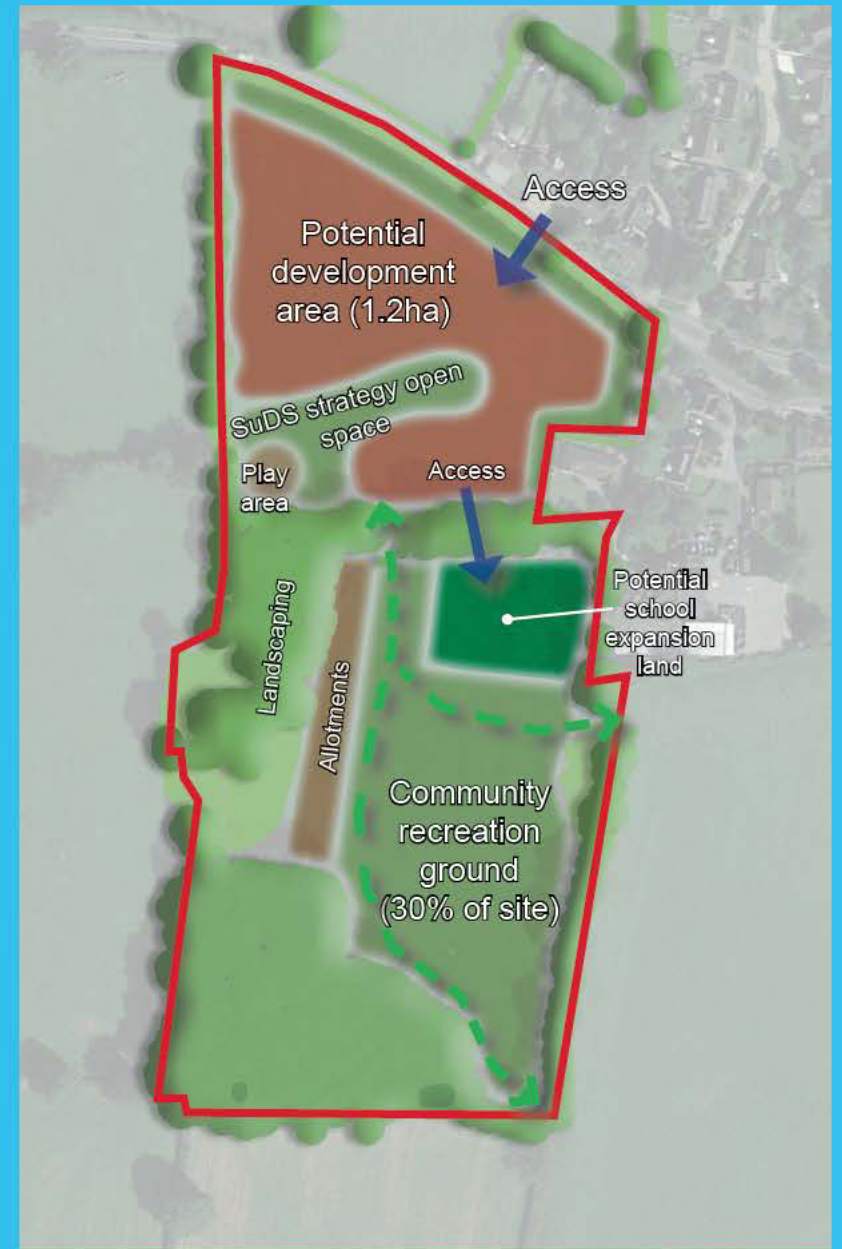 Access
Potential
development
area (1.2ha)
SuDS strategy open
space
Play
area
Access
Potential
school
expansion
land
Landscaping
Allotments
Community
recreation
ground
(30% of site)